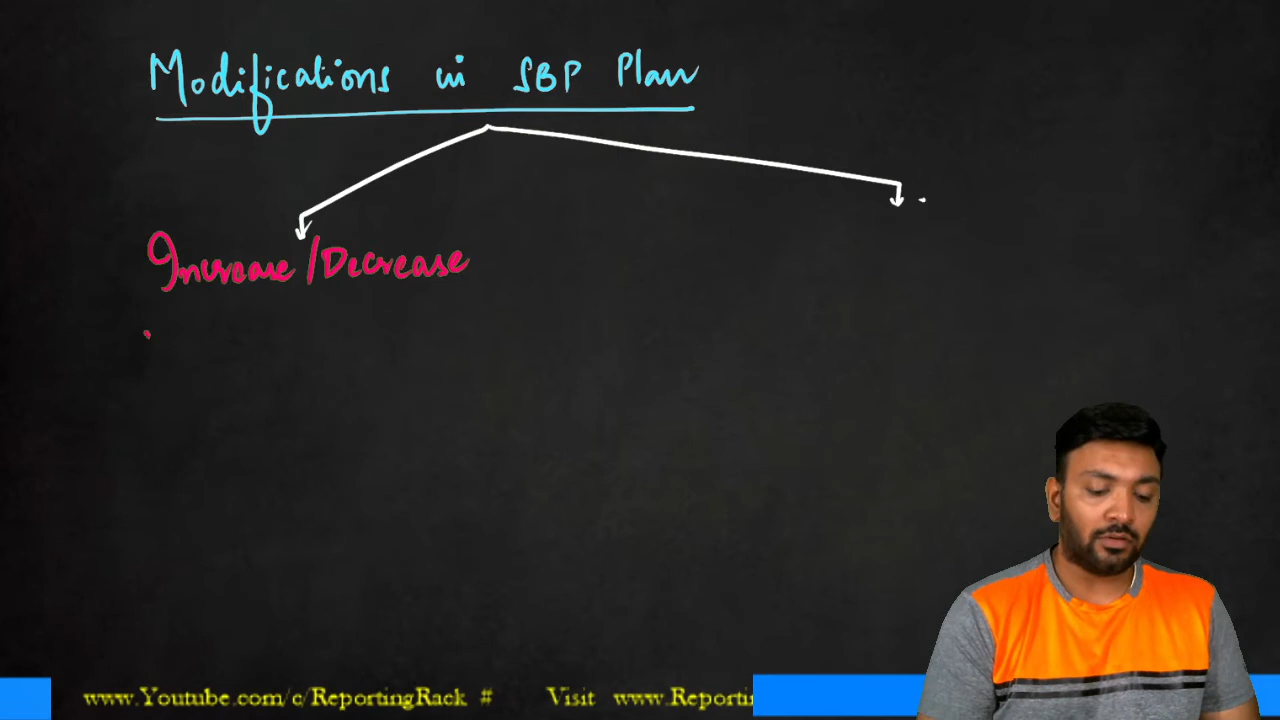 Modifications in SBP Plan
Increase/Decrease
www.Youtube.com/c/ReportingRack # Visit www.Reporti